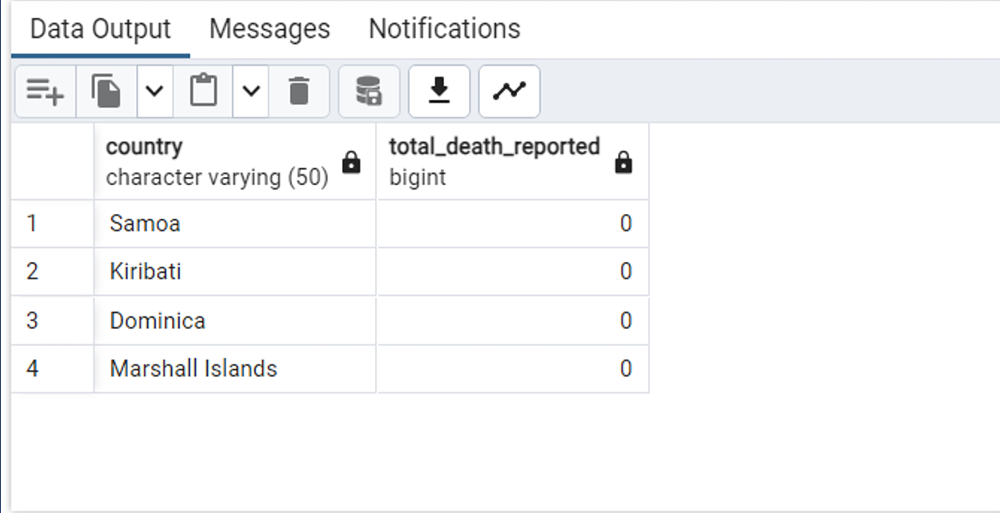 Data Output Messages Notifications
country total_death_reported
character varying (50) bigint
1 Samoa 0
2 Kiribati 0
3 Dominica 0
4 Marshall Islands 0